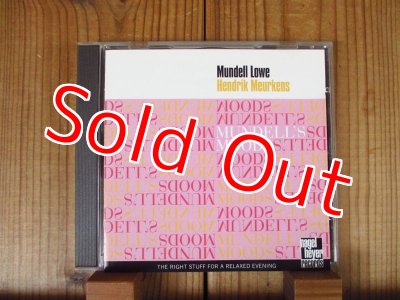 Mundell Lowe
Hendrik Meurkens
MUNDELL'S
MOODS
Sold Out
THE RIGHT STUFF FOR A RELAXED EVENING
nagel
heyer
records